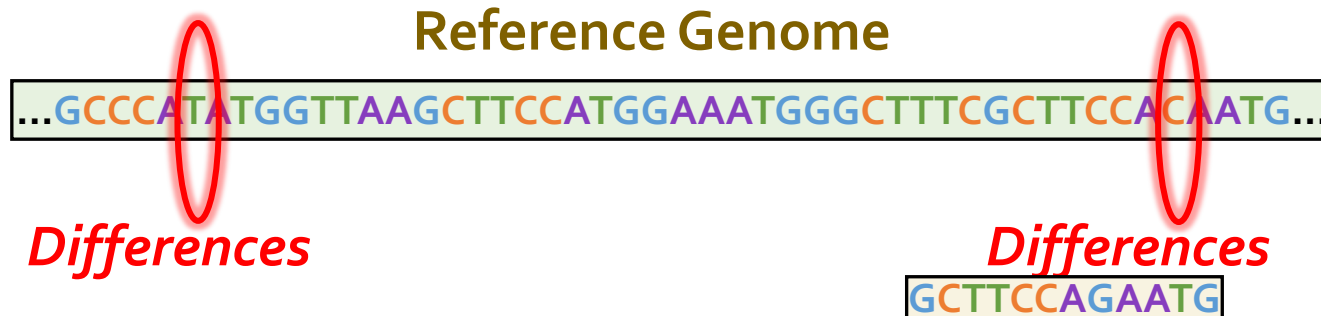 Reference Genome
...GCCCATATGGTTAAGCTTCCATGGAAATGGGCTTTCGCTTCCACAATG...
Differences Differences
GCTTCCAGAATG